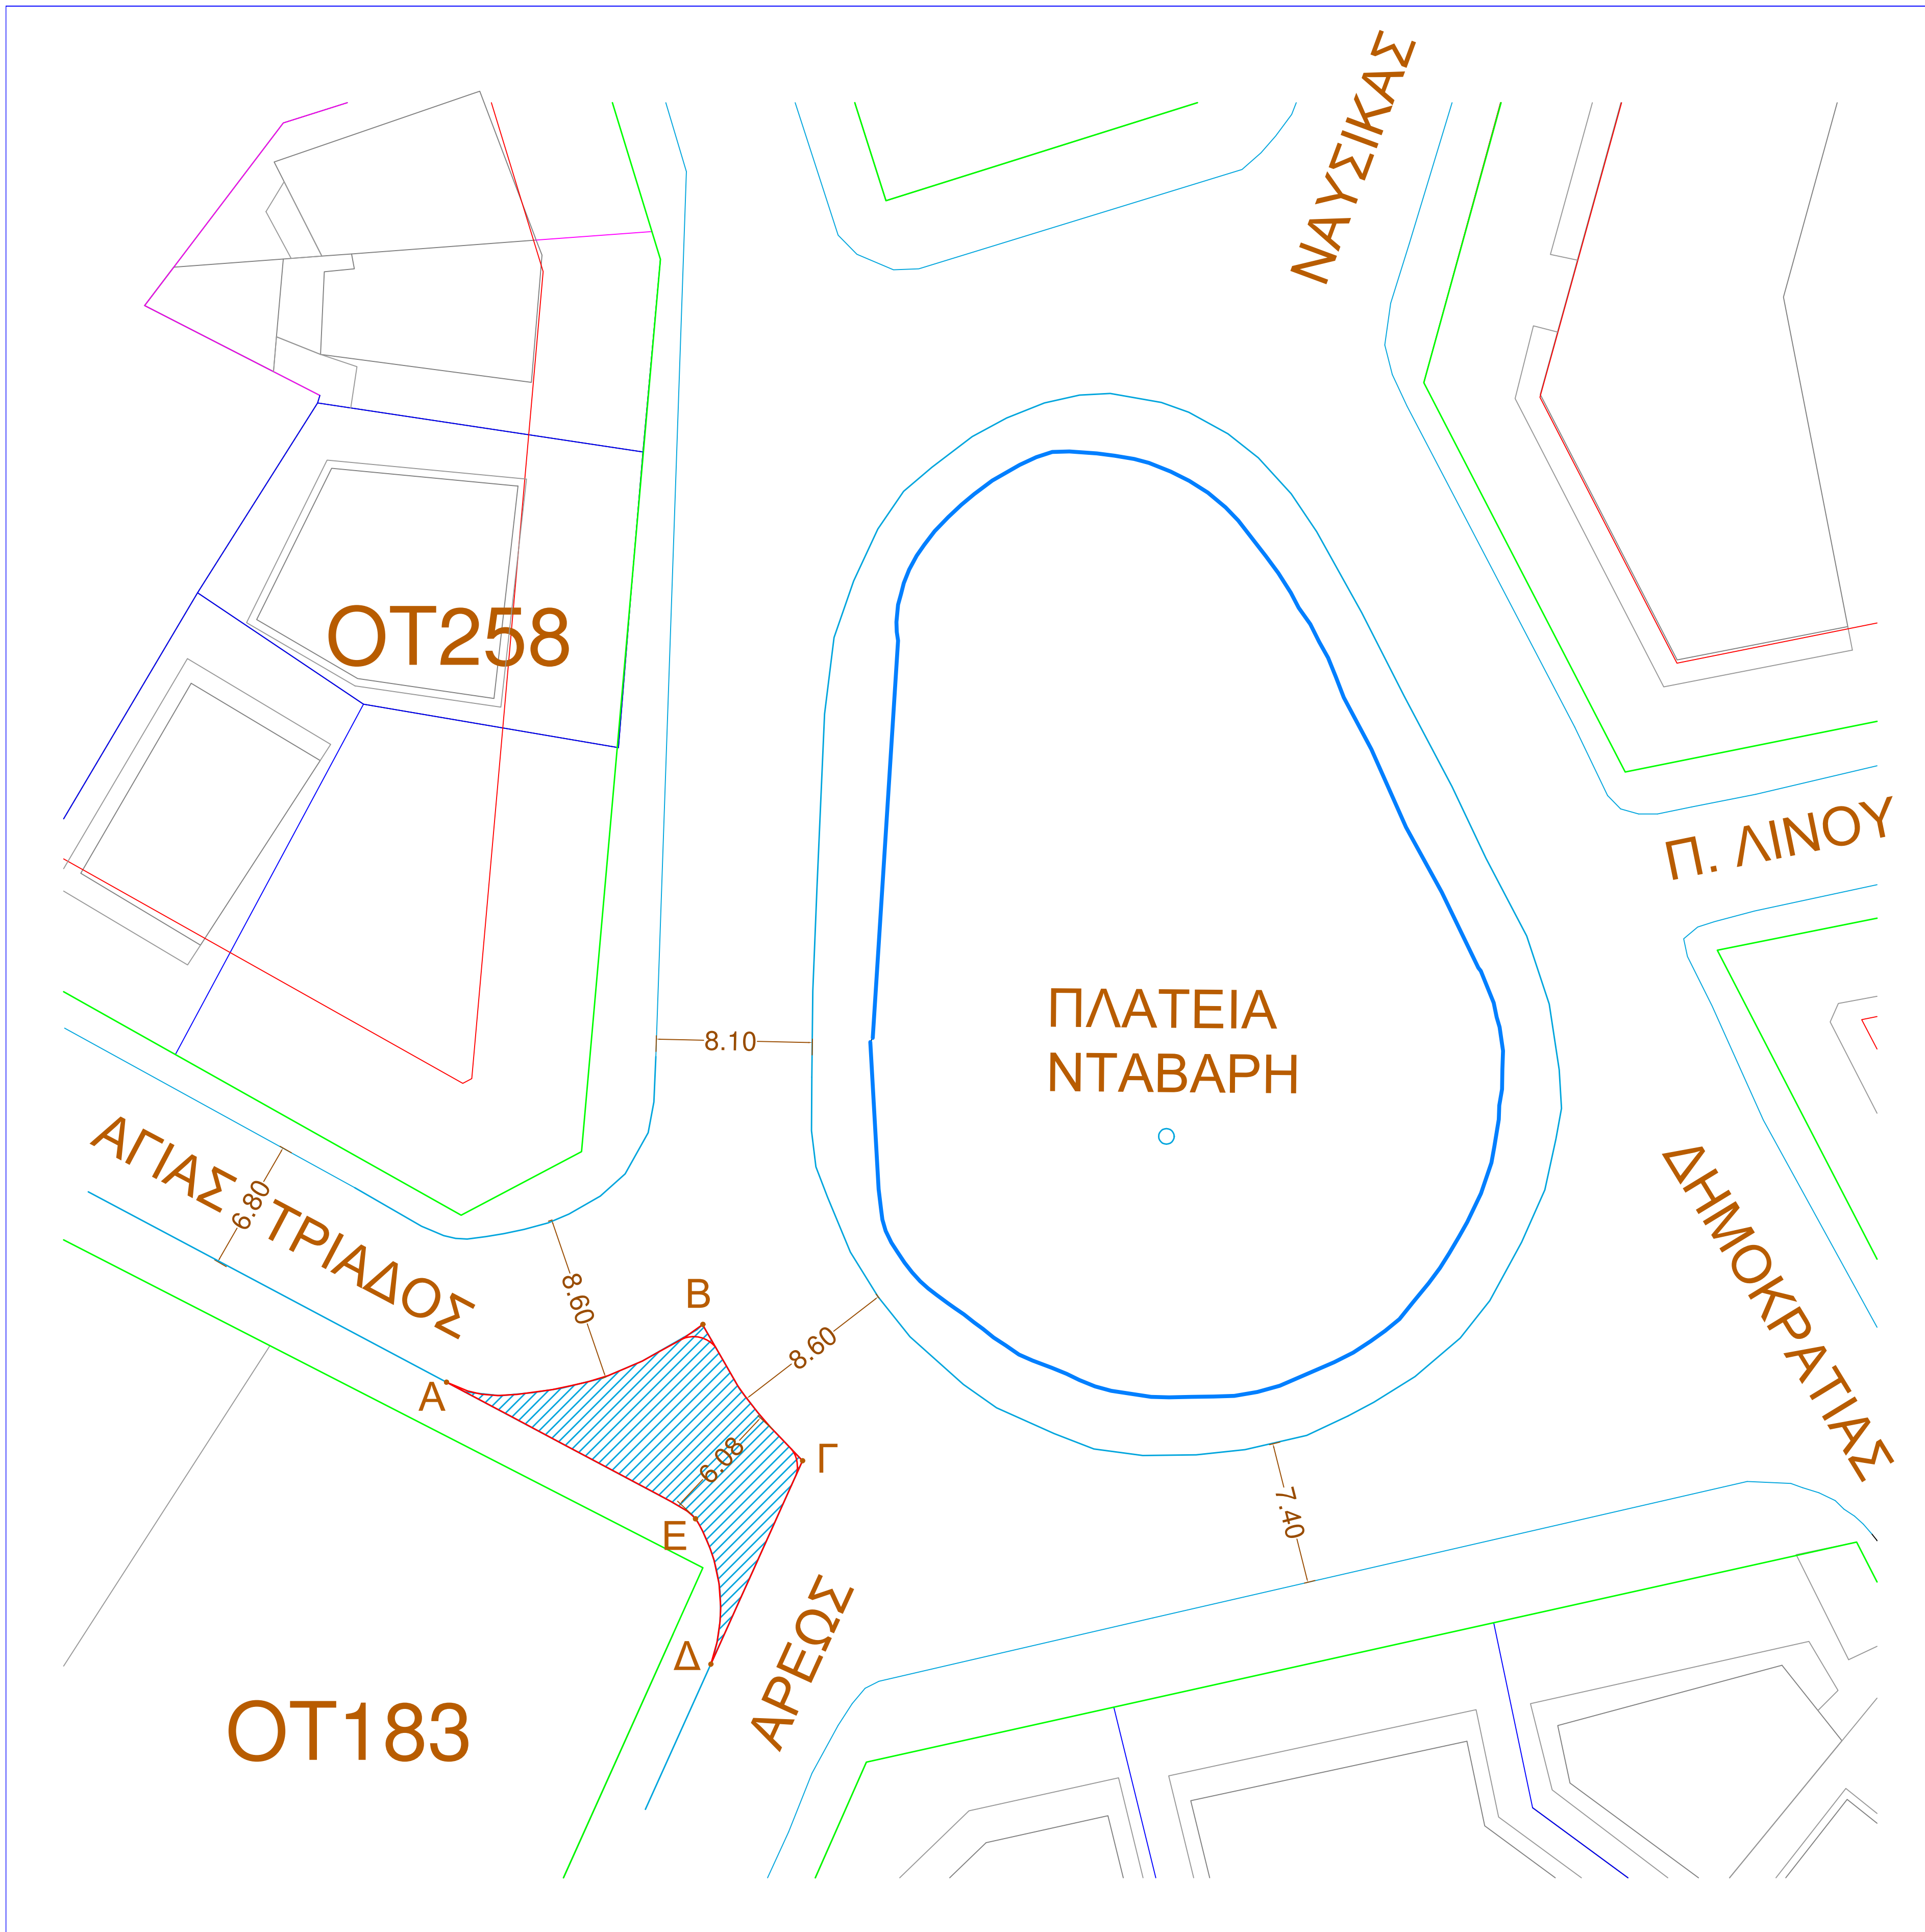 ΝΑΥΣΙΚΑΣ
ΟΤ258
Π. ΛΙΝΟΥ
ΠΛΑΤΕΙΑ
ΝΤΑΒΑΡΗ
8.10
ΑΓΙΑΣ ΤΡΙΑΔΟΣ
6.80
ΔΗΜΟΚΡΑΤΙΑΣ
8.60
Β
8.60
Α
6.08
Γ
Ε
7.40
Δ
ΑΡΕΩΣ
ΟΤ183